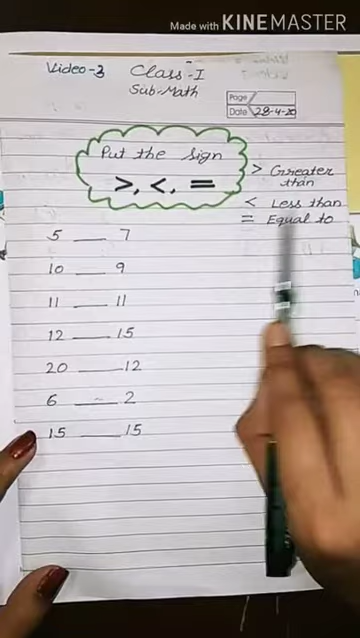 Made with KINEMASTER
Video-3 Class-I
Sub-Math
Page
Date 28-4-20
Put the sign
>, <, =
> Greater than
< Less than
= Equal to
5 ___ 7
10 ___ 9
11 ___ 11
12 ___ 15
20 ___ 12
6 ___ 2
15 ___ 15